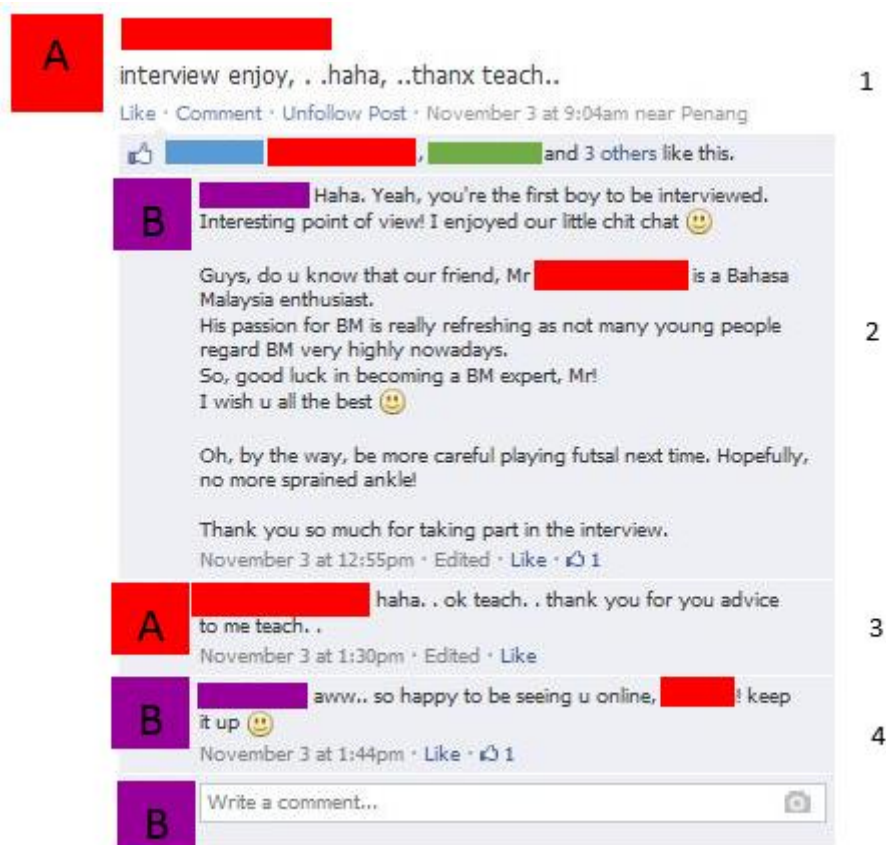 A
interview enjoy, . .haha, ..thanx teach..
1
Like · Comment · Unfollow Post · November 3 at 9:04am near Penang
, and 3 others like this.
B
Haha. Yeah, you're the first boy to be interviewed.
Interesting point of view! I enjoyed our little chit chat
Guys, do u know that our friend, Mr is a Bahasa
Malaysia enthusiast.
His passion for BM is really refreshing as not many young people
regard BM very highly nowadays.
2
So, good luck in becoming a BM expert, Mr!
I wish u all the best
Oh, by the way, be more careful playing futsal next time. Hopefully,
no more sprained ankle!
Thank you so much for taking part in the interview.
November 3 at 12:55pm · Edited · Like · 1
A
haha. . ok teach. . thank you for you advice
to me teach. .
3
November 3 at 1:30pm · Edited · Like
B
aww.. so happy to be seeing u online, ! keep
it up
4
November 3 at 1:44pm · Like · 1
B
Write a comment...